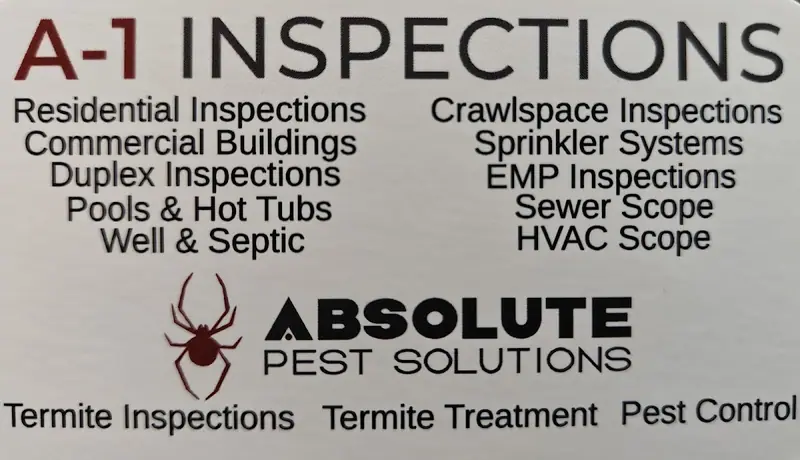 A-1 INSPECTIONS
Residential Inspections
Commercial Buildings
Duplex Inspections
Pools & Hot Tubs
Well & Septic
Crawlspace Inspections
Sprinkler Systems
EMP Inspections
Sewer Scope
HVAC Scope
ABSOLUTE
PEST SOLUTIONS
Termite Inspections Termite Treatment Pest Control